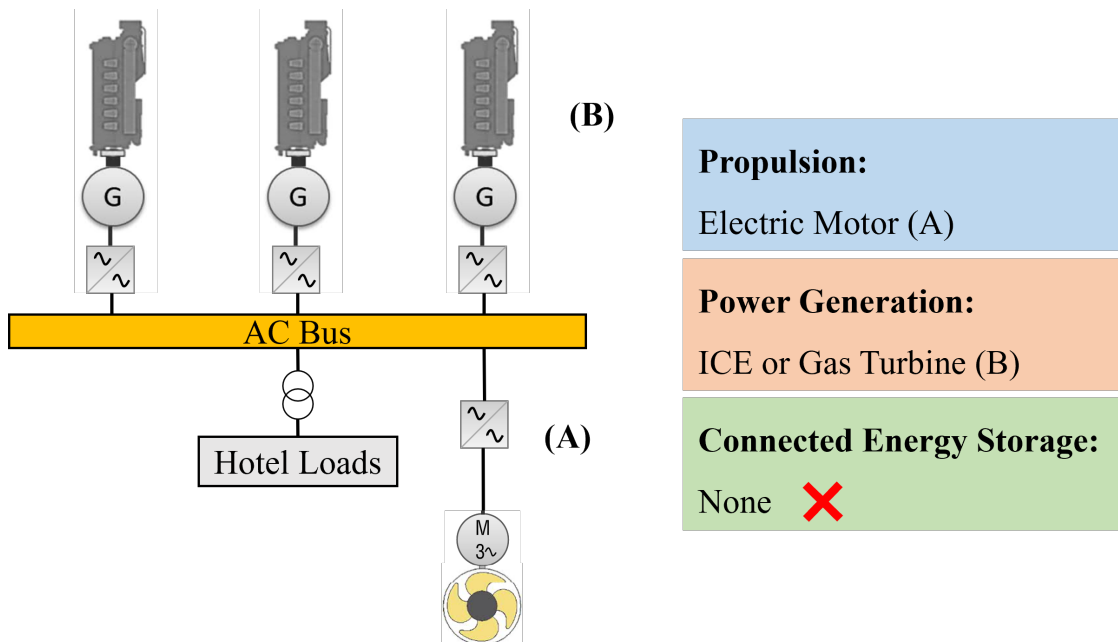 (B)
G
G
G
AC Bus
(A)
Hotel Loads
M
3~
Propulsion:
Electric Motor (A)
Power Generation:
ICE or Gas Turbine (B)
Connected Energy Storage:
None